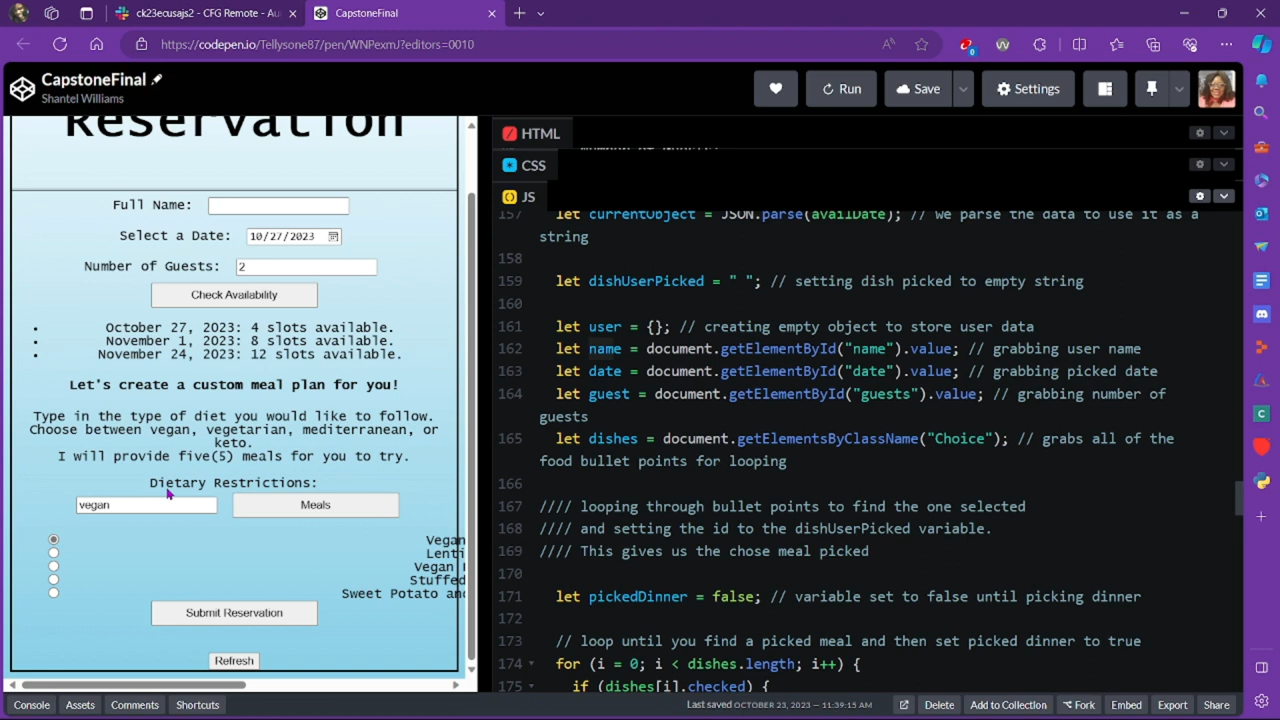 ck23ecusajs2 - CFG Remote - Au
CapstoneFinal
https://codepen.io/Tellysone87/pen/WNPexmJ?editors=0010
CapstoneFinal
Shantel Williams
Run
Save
Settings
Reservation
Full Name:
Select a Date: 10/27/2023
Number of Guests: 2
Check Availability
• October 27, 2023: 4 slots available.
• November 1, 2023: 8 slots available.
• November 24, 2023: 12 slots available.
Let's create a custom meal plan for you!
Type in the type of diet you would like to follow.
Choose between vegan, vegetarian, mediterranean, or
keto.
I will provide five(5) meals for you to try.
Dietary Restrictions:
vegan Meals
Vegan
Lenti
Vegan
Stuffed
Sweet Potato and
Submit Reservation
Refresh
HTML
CSS
JS
157 let currentObject = JSON.parse(availDate); // we parse the data to use it as a
string
158
159 let dishUserPicked = " "; // setting dish picked to empty string
160
161 let user = {}; // creating empty object to store user data
162 let name = document.getElementById("name").value; // grabbing user name
163 let date = document.getElementById("date").value; // grabbing picked date
164 let guest = document.getElementById("guests").value; // grabbing number of
guests
165 let dishes = document.getElementsByClassName("Choice"); // grabs all of the
food bullet points for looping
166
167 //// looping through bullet points to find the one selected
168 //// and setting the id to the dishUserPicked variable.
169 //// This gives us the chose meal picked
170
171 let pickedDinner = false; // variable set to false until picking dinner
172
173 // loop until you find a picked meal and then set picked dinner to true
174 for (i = 0; i < dishes.length; i++) {
175 if (dishes[i].checked) {
Console
Assets
Comments
Shortcuts
Last saved OCTOBER 23, 2023 — 11:39:15 AM
Delete
Add to Collection
Fork
Embed
Export
Share